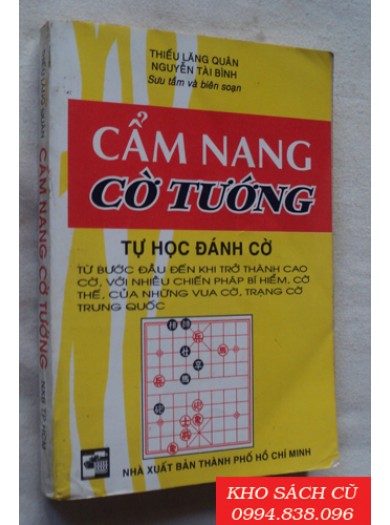 THIẾU LĂNG QUÂN
NGUYỄN TÀI BÌNH
Sưu tầm và biên soạn
CẨM NANG
CỜ TƯỚNG
TỰ HỌC ĐÁNH CỜ
TỪ BƯỚC ĐẦU ĐẾN KHI TRỞ THÀNH CAO
CỜ, VỚI NHIỀU CHIẾN PHÁP BÍ HIỂM, CỜ
THẾ, CỦA NHỮNG VUA CỜ, TRẠNG CỜ
TRUNG QUỐC
NHÀ XUẤT BẢN THÀNH PHỐ HỒ CHÍ MINH
CẨM NANG CỜ TƯỚNG
KHO SÁCH CŨ
0994.838.096